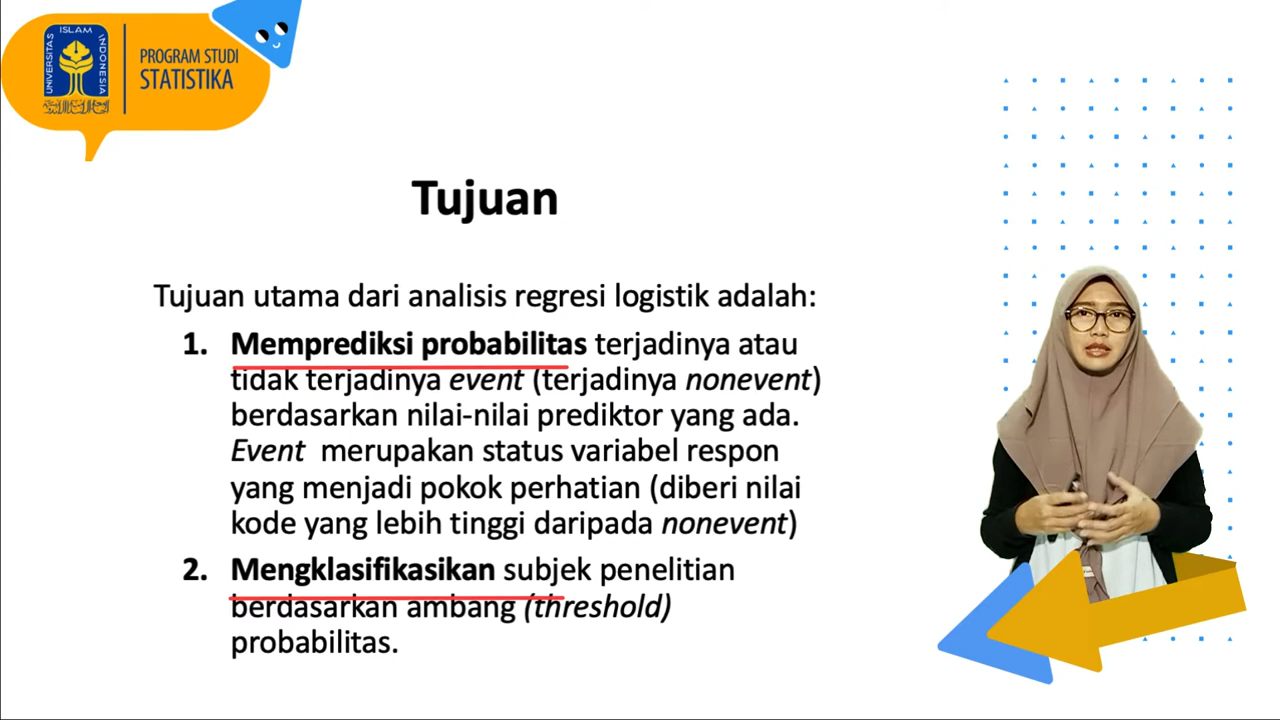 UNIVERSITAS
ISLAM
INDONESIA
PROGRAM STUDI
STATISTIKA
Tujuan
Tujuan utama dari analisis regresi logistik adalah:
1. Memprediksi probabilitas terjadinya atau
tidak terjadinya event (terjadinya nonevent)
berdasarkan nilai-nilai prediktor yang ada.
Event merupakan status variabel respon
yang menjadi pokok perhatian (diberi nilai
kode yang lebih tinggi daripada nonevent)
2. Mengklasifikasikan subjek penelitian
berdasarkan ambang (threshold)
probabilitas.